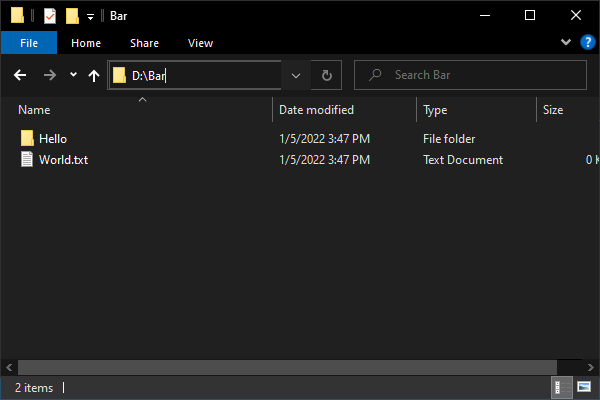 Bar
File Home Share View
D:\Bar Search Bar
Name Date modified Type Size
Hello 1/5/2022 3:47 PM File folder
World.txt 1/5/2022 3:47 PM Text Document 0 K
2 items